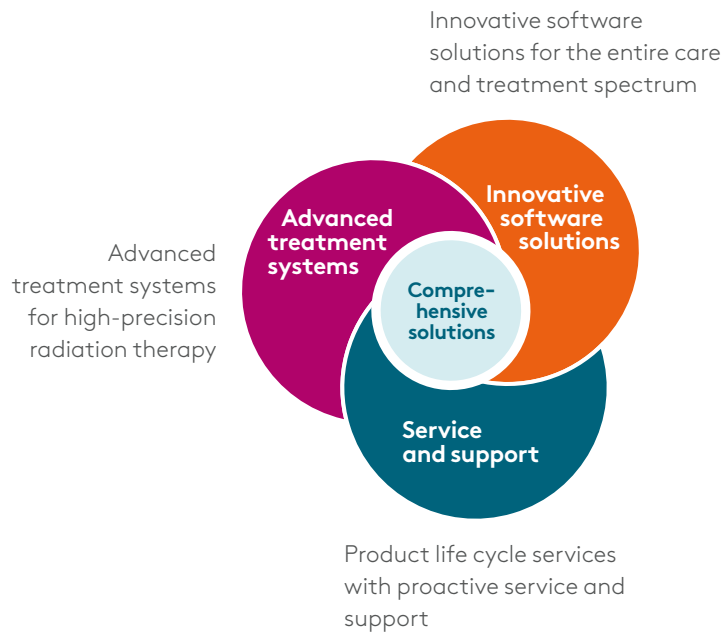 Innovative software
solutions for the entire care
and treatment spectrum
Innovative
software
solutions
Advanced
treatment
systems
Advanced
treatment systems
for high-precision
radiation therapy
Compre-
hensive
solutions
Service
and support
Product life cycle services
with proactive service and
support